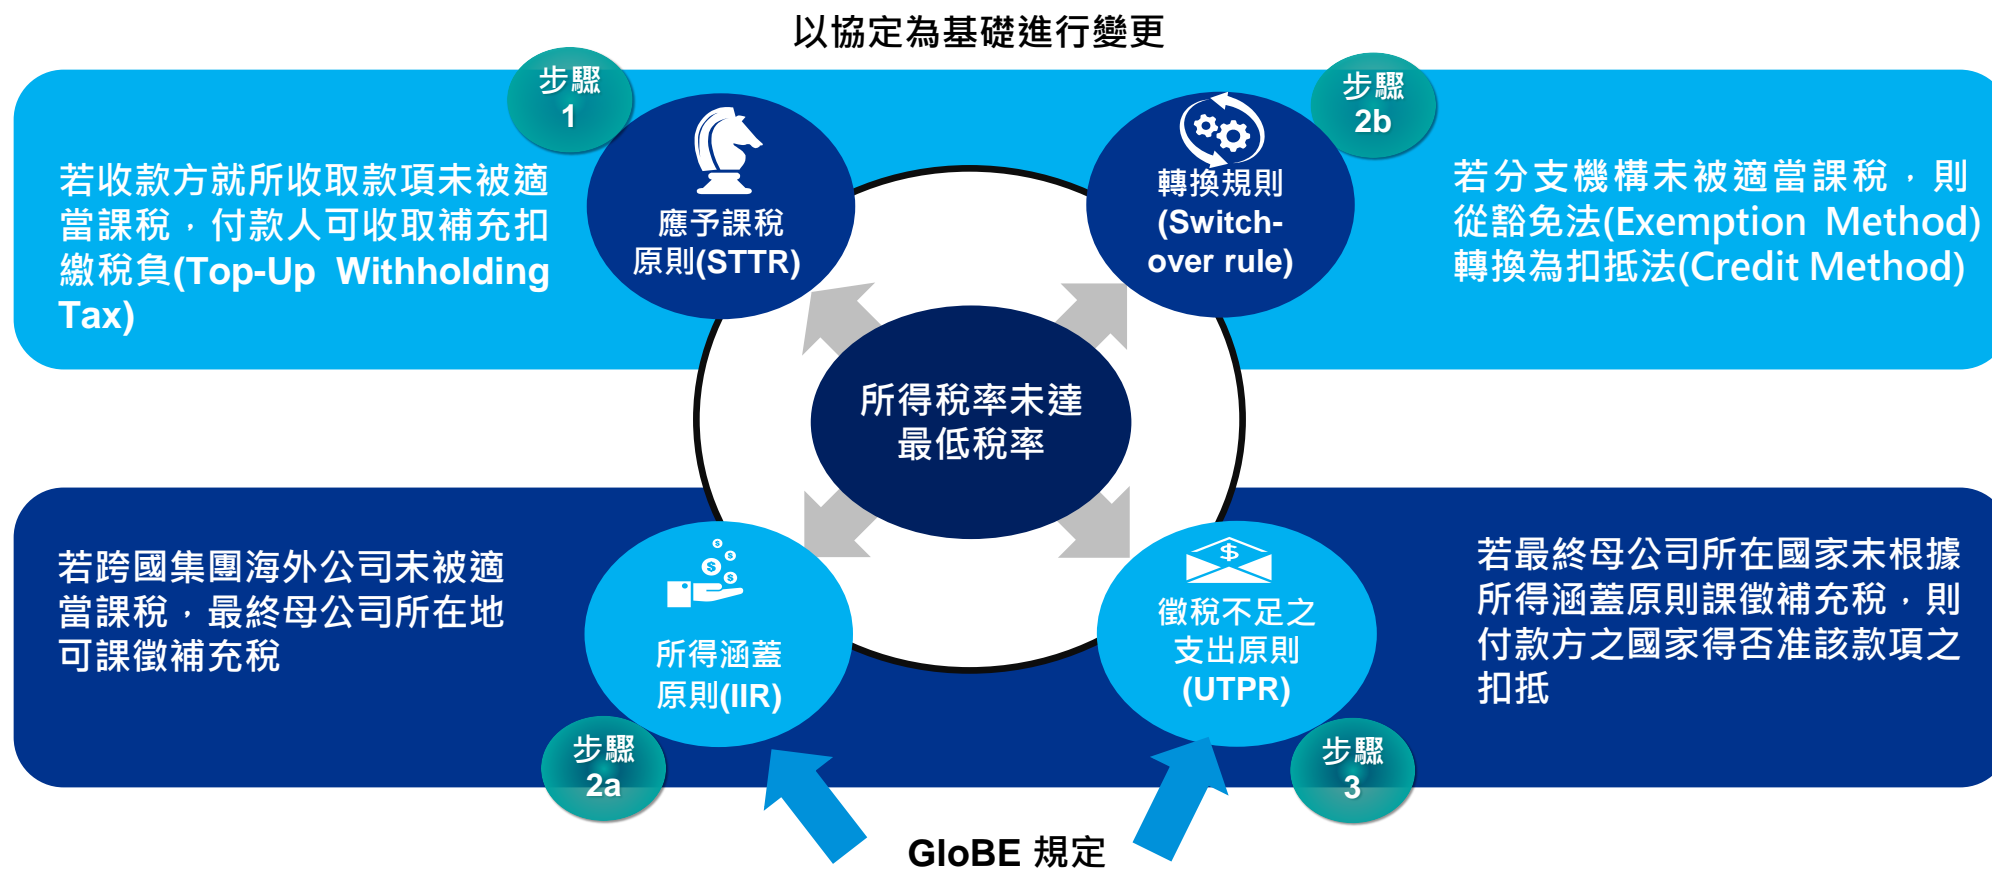 以協定為基礎進行變更
步驟
1
若收款方就所收取款項未被適
當課稅，付款人可收取補充扣
繳稅負(Top-Up Withholding
Tax)
應予課稅
原則(STTR)
步驟
2b
轉換規則
(Switch-
over rule)
若分支機構未被適當課稅，則
從豁免法(Exemption Method)
轉換為扣抵法(Credit Method)
所得稅率未達
最低稅率
若跨國集團海外公司未被適
當課稅，最終母公司所在地
可課徵補充稅
所得涵蓋
原則(IIR)
步驟
2a
徵稅不足之
支出原則
(UTPR)
步驟
3
若最終母公司所在國家未根據
所得涵蓋原則課徵補充稅，則
付款方之國家得否准該款項之
扣抵
GloBE 規定